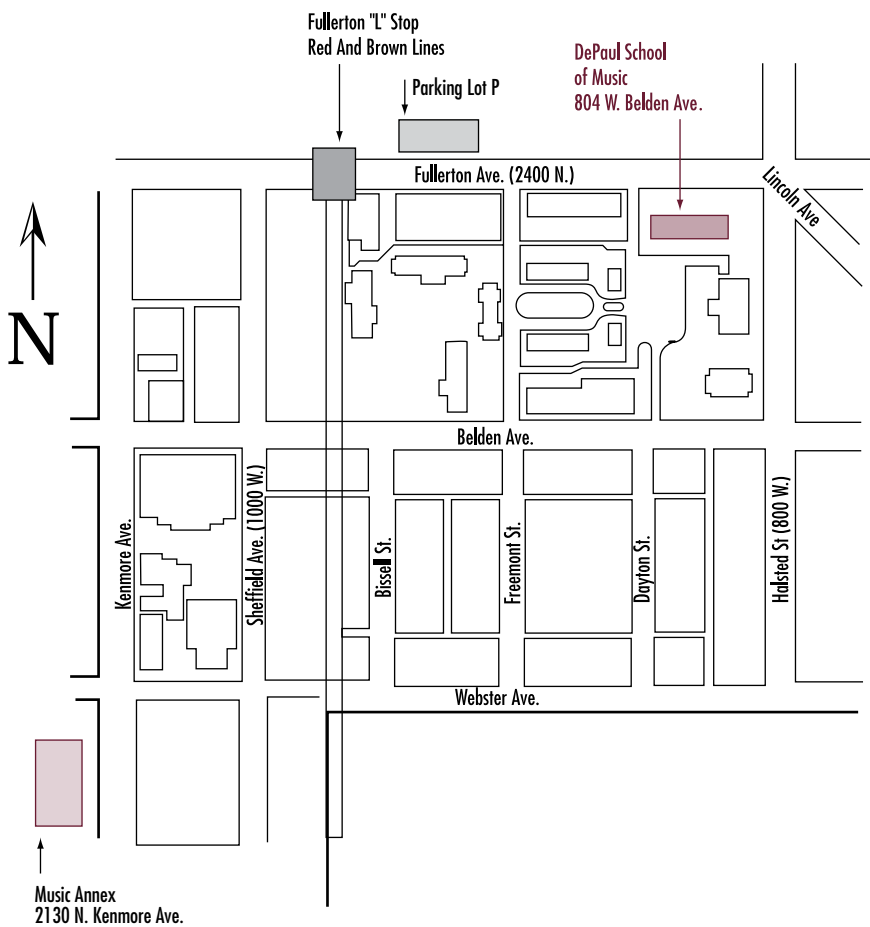 Fullerton "L" Stop
Red And Brown Lines
Parking Lot P
DePaul School
of Music
804 W. Belden Ave.
Fullerton Ave. (2400 N.)
Lincoln Ave
N
Belden Ave.
Kenmore Ave.
Sheffield Ave. (1000 W.)
Bissell St.
Freemont St.
Dayton St.
Halsted St (800 W.)
Webster Ave.
Music Annex
2130 N. Kenmore Ave.